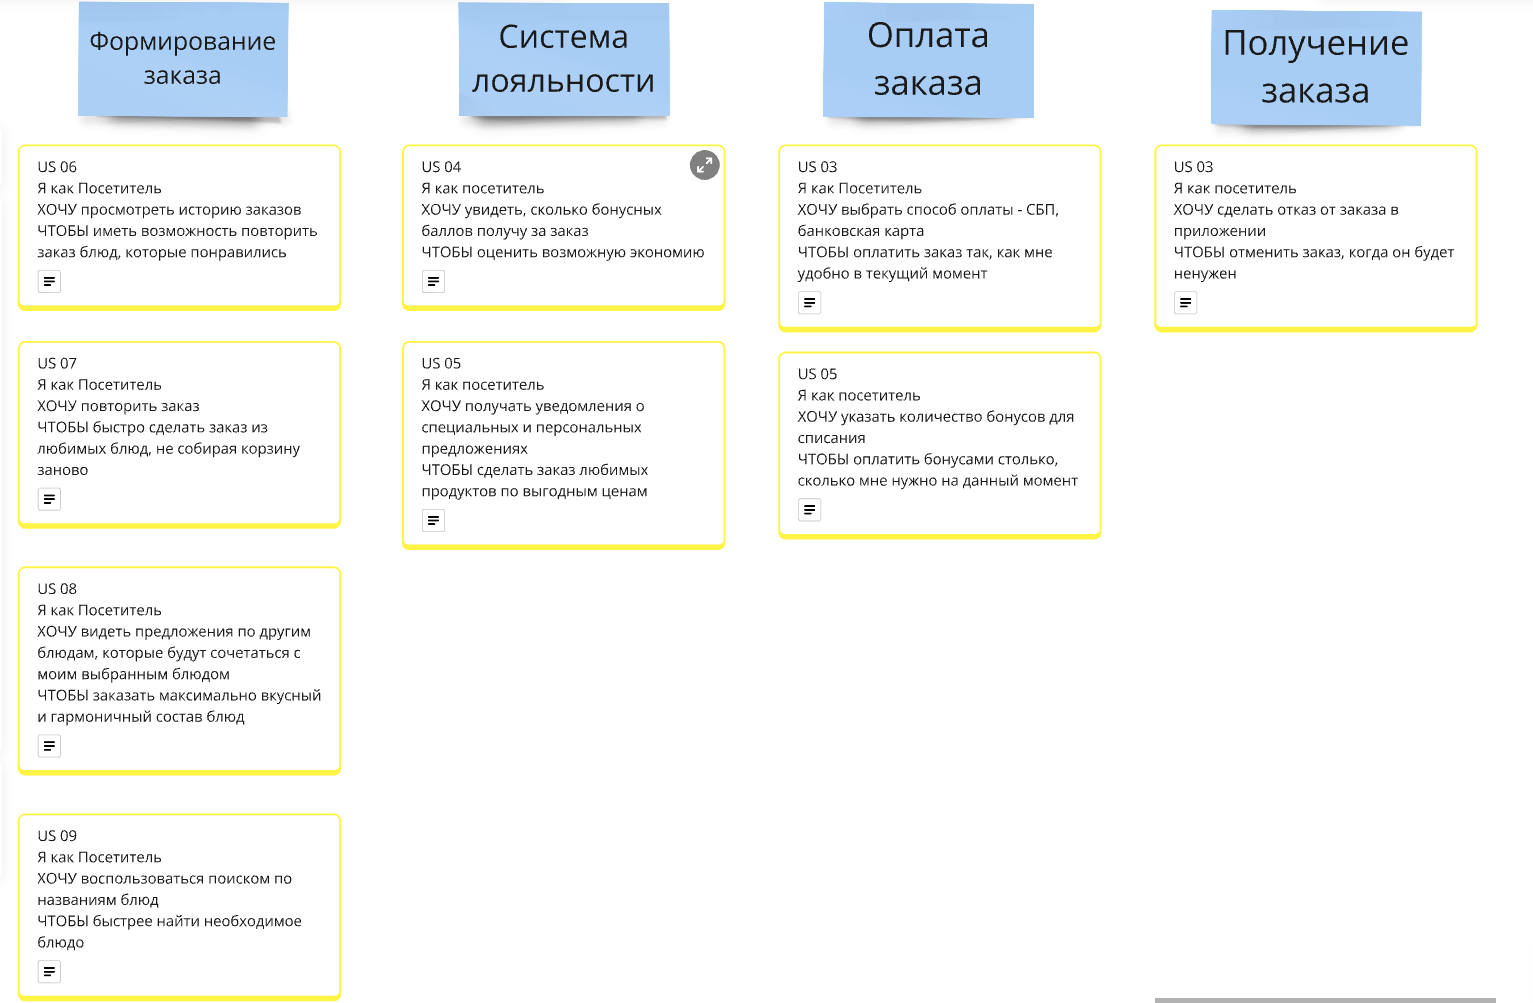 Формирование
заказа
Система
лояльности
Оплата
заказа
Получение
заказа
US 06
Я как Посетитель
ХОЧУ просмотреть историю заказов
ЧТОБЫ иметь возможность повторить
заказ блюд, которые понравились
US 07
Я как Посетитель
ХОЧУ повторить заказ
ЧТОБЫ быстро сделать заказ из
любимых блюд, не собирая корзину
заново
US 08
Я как Посетитель
ХОЧУ видеть предложения по другим
блюдам, которые будут сочетаться с
моим выбранным блюдом
ЧТОБЫ заказать максимально вкусный
и гармоничный состав блюд
US 09
Я как Посетитель
ХОЧУ воспользоваться поиском по
названиям блюд
ЧТОБЫ быстрее найти необходимое
блюдо
US 04
Я как посетитель
ХОЧУ увидеть, сколько бонусных
баллов получу за заказ
ЧТОБЫ оценить возможную экономию
US 05
Я как посетитель
ХОЧУ получать уведомления о
специальных и персональных
предложениях
ЧТОБЫ сделать заказ любимых
продуктов по выгодным ценам
US 03
Я как Посетитель
ХОЧУ выбрать способ оплаты - СБП,
банковская карта
ЧТОБЫ оплатить заказ так, как мне
удобно в текущий момент
US 05
Я как посетитель
ХОЧУ указать количество бонусов для
списания
ЧТОБЫ оплатить бонусами столько,
сколько мне нужно на данный момент
US 03
Я как посетитель
ХОЧУ сделать отказ от заказа в
приложении
ЧТОБЫ отменить заказ, когда он будет
ненужен